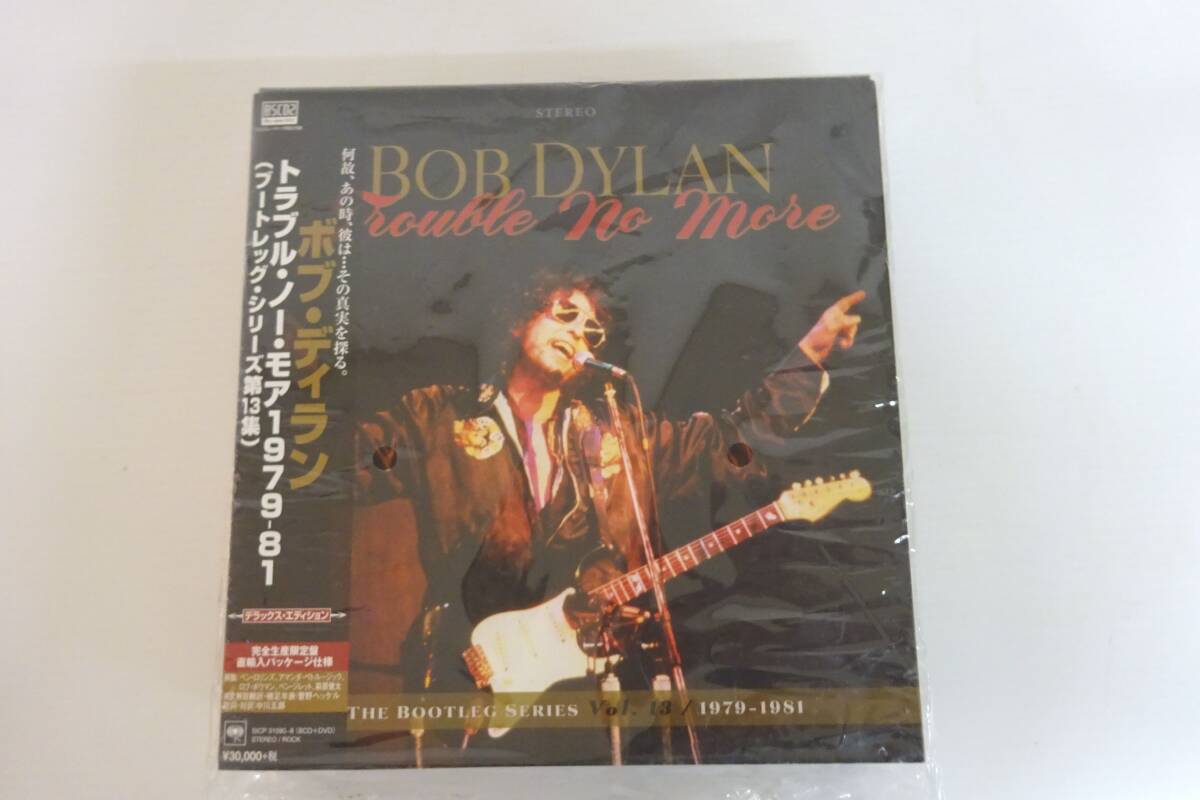 STEREO
BOB DYLAN
Trouble No More
THE BOOTLEG SERIES Vol. 13 / 1979-1981
BSCD2
何故、あの時、彼は…その真実を探る。
ボブ・ディラン
トラブル・ノー・モア1979-81
(ブートレッグ・シリーズ第13集)
デラックス・エディション
完全生産限定盤
直輸入パッケージ仕様
STEREO / ROCK
¥30,000+税